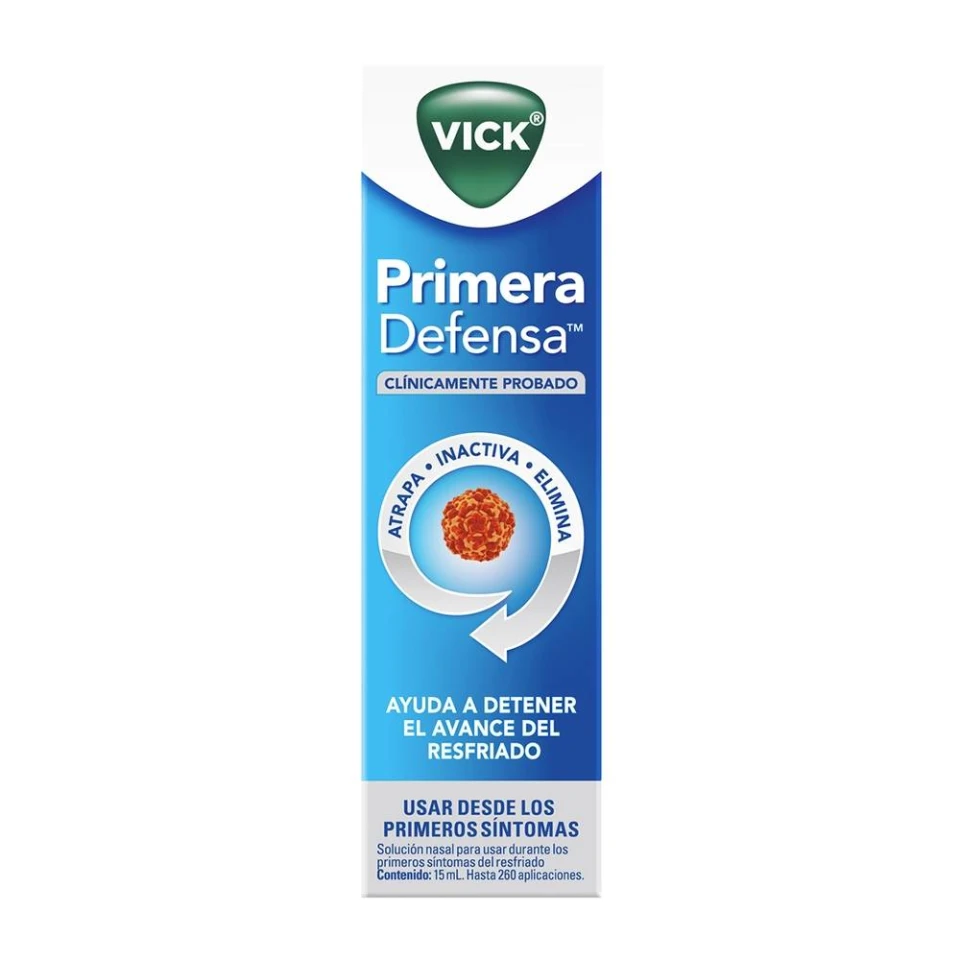 VICK®
Primera
Defensa™
CLÍNICAMENTE PROBADO
ATRAPA • INACTIVA • ELIMINA
AYUDA A DETENER
EL AVANCE DEL
RESFRIADO
USAR DESDE LOS
PRIMEROS SÍNTOMAS
Solución nasal para usar durante los
primeros síntomas del resfriado
Contenido: 15 mL. Hasta 260 aplicaciones.